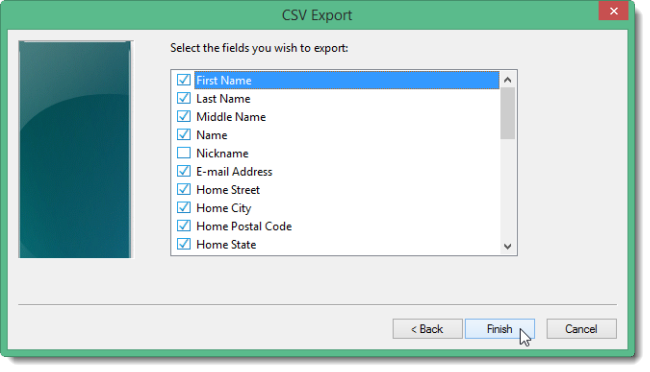 CSV Export
Select the fields you wish to export:
First Name
Last Name
Middle Name
Name
Nickname
E-mail Address
Home Street
Home City
Home Postal Code
Home State
< Back Finish Cancel